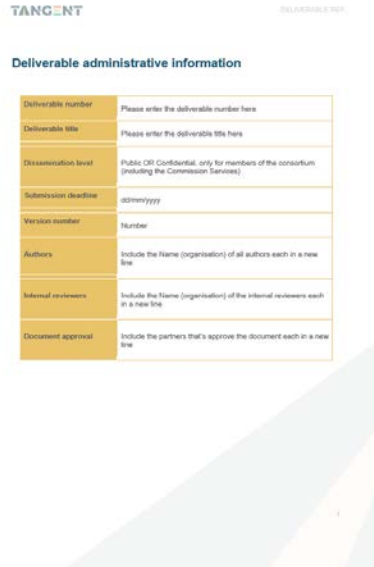 TANGENT
DELIVERABLE REF.
Deliverable administrative information
Deliverable number
Please enter the deliverable number here
Deliverable title
Please enter the deliverable title here
Dissemination level
Public OR Confidential, only for members of the consortium
(including the Commission Services)
Submission deadline
dd/mm/yyyy
Version number
Number
Authors
Include the Name (organisation) of all authors each in a new
line
Internal reviewers
Include the Name (organisation) of the internal reviewers each
in a new line
Document approval
Include the partners that's approve the document each in a new
line